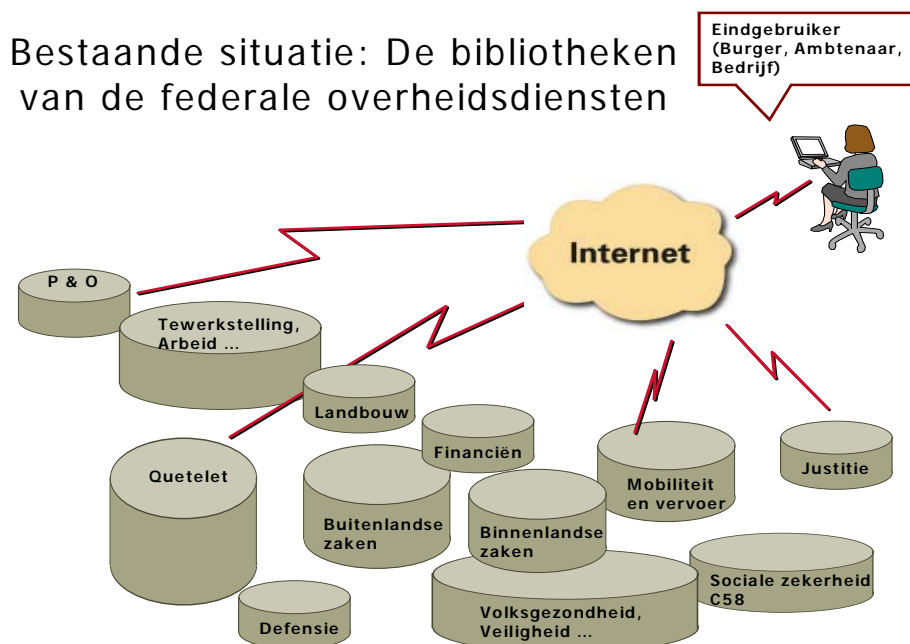 Bestaande situatie: De bibliotheken
van de federale overheidsdiensten
Eindgebruiker
(Burger, Ambtenaar,
Bedrijf)
Internet
P & O
Tewerkstelling,
Arbeid ...
Landbouw
Financiën
Quetelet
Buitenlandse
zaken
Binnenlandse
zaken
Mobiliteit
en vervoer
Justitie
Sociale zekerheid
C58
Defensie
Volksgezondheid,
Veiligheid ...